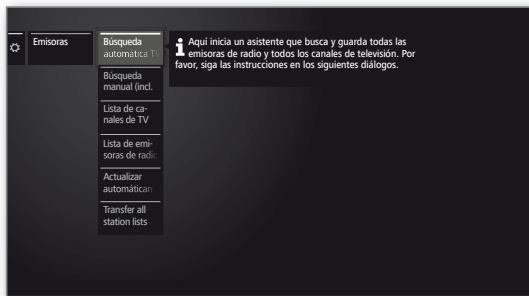 Emisoras
Búsqueda
automática TV
Aquí inicia un asistente que busca y guarda todas las
emisoras de radio y todos los canales de televisión. Por
favor, siga las instrucciones en los siguientes diálogos.
Búsqueda
manual (incl.
Lista de ca-
nales de TV
Lista de emi-
soras de radio
Actualizar
automáticam
Transfer all
station lists